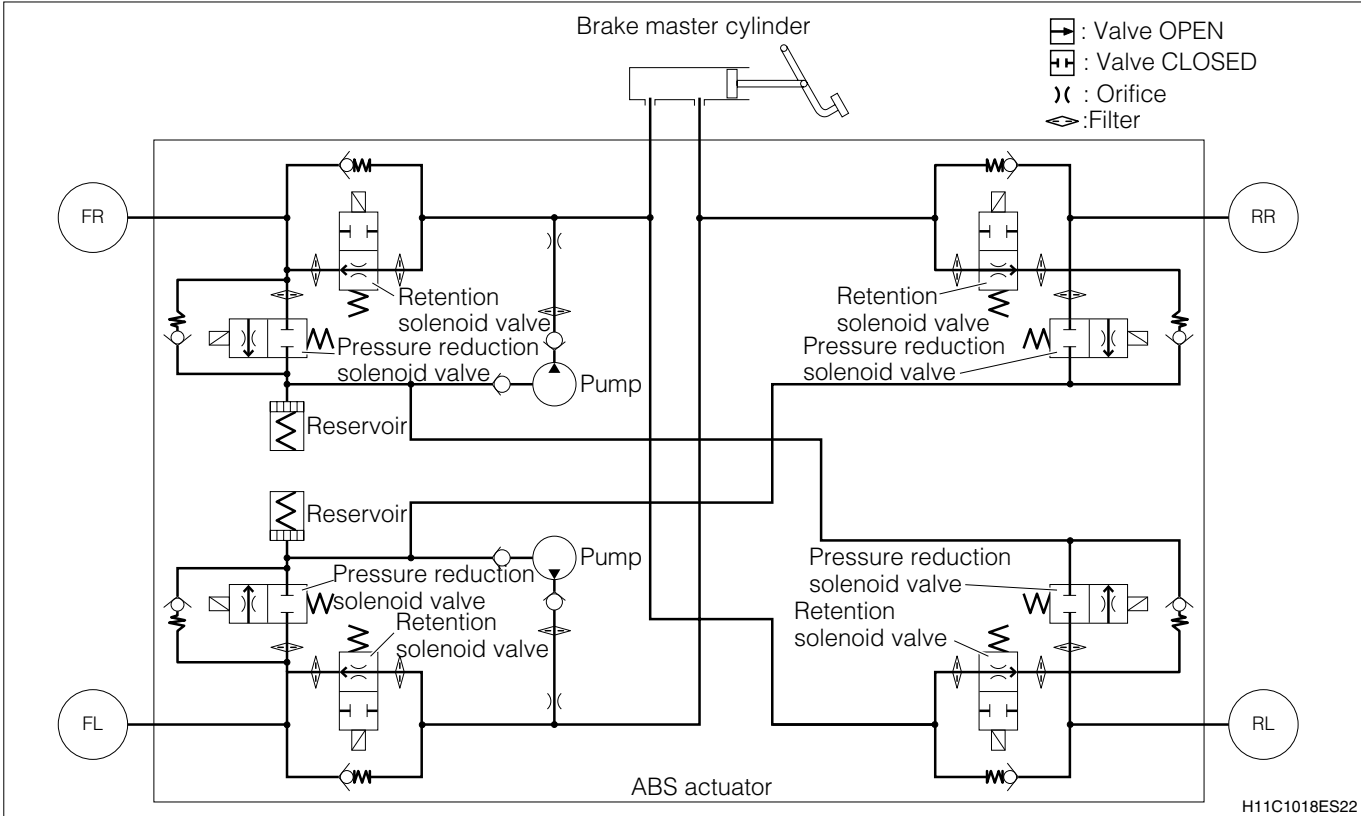 Brake master cylinder
: Valve OPEN
: Valve CLOSED
: Orifice
:Filter
FR
RR
Retention
solenoid valve
Retention
solenoid valve
Pressure reduction
solenoid valve
Pressure reduction
solenoid valve
Pump
Reservoir
Reservoir
Pump
Pressure reduction
solenoid valve
Pressure reduction
solenoid valve
Retention
solenoid valve
Retention
solenoid valve
FL
RL
ABS actuator
H11C1018ES22